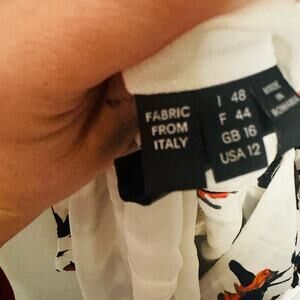 FABRIC
FROM
ITALY
I 48
F 44
GB 16
USA 12
MADE
IN
ROMANIA